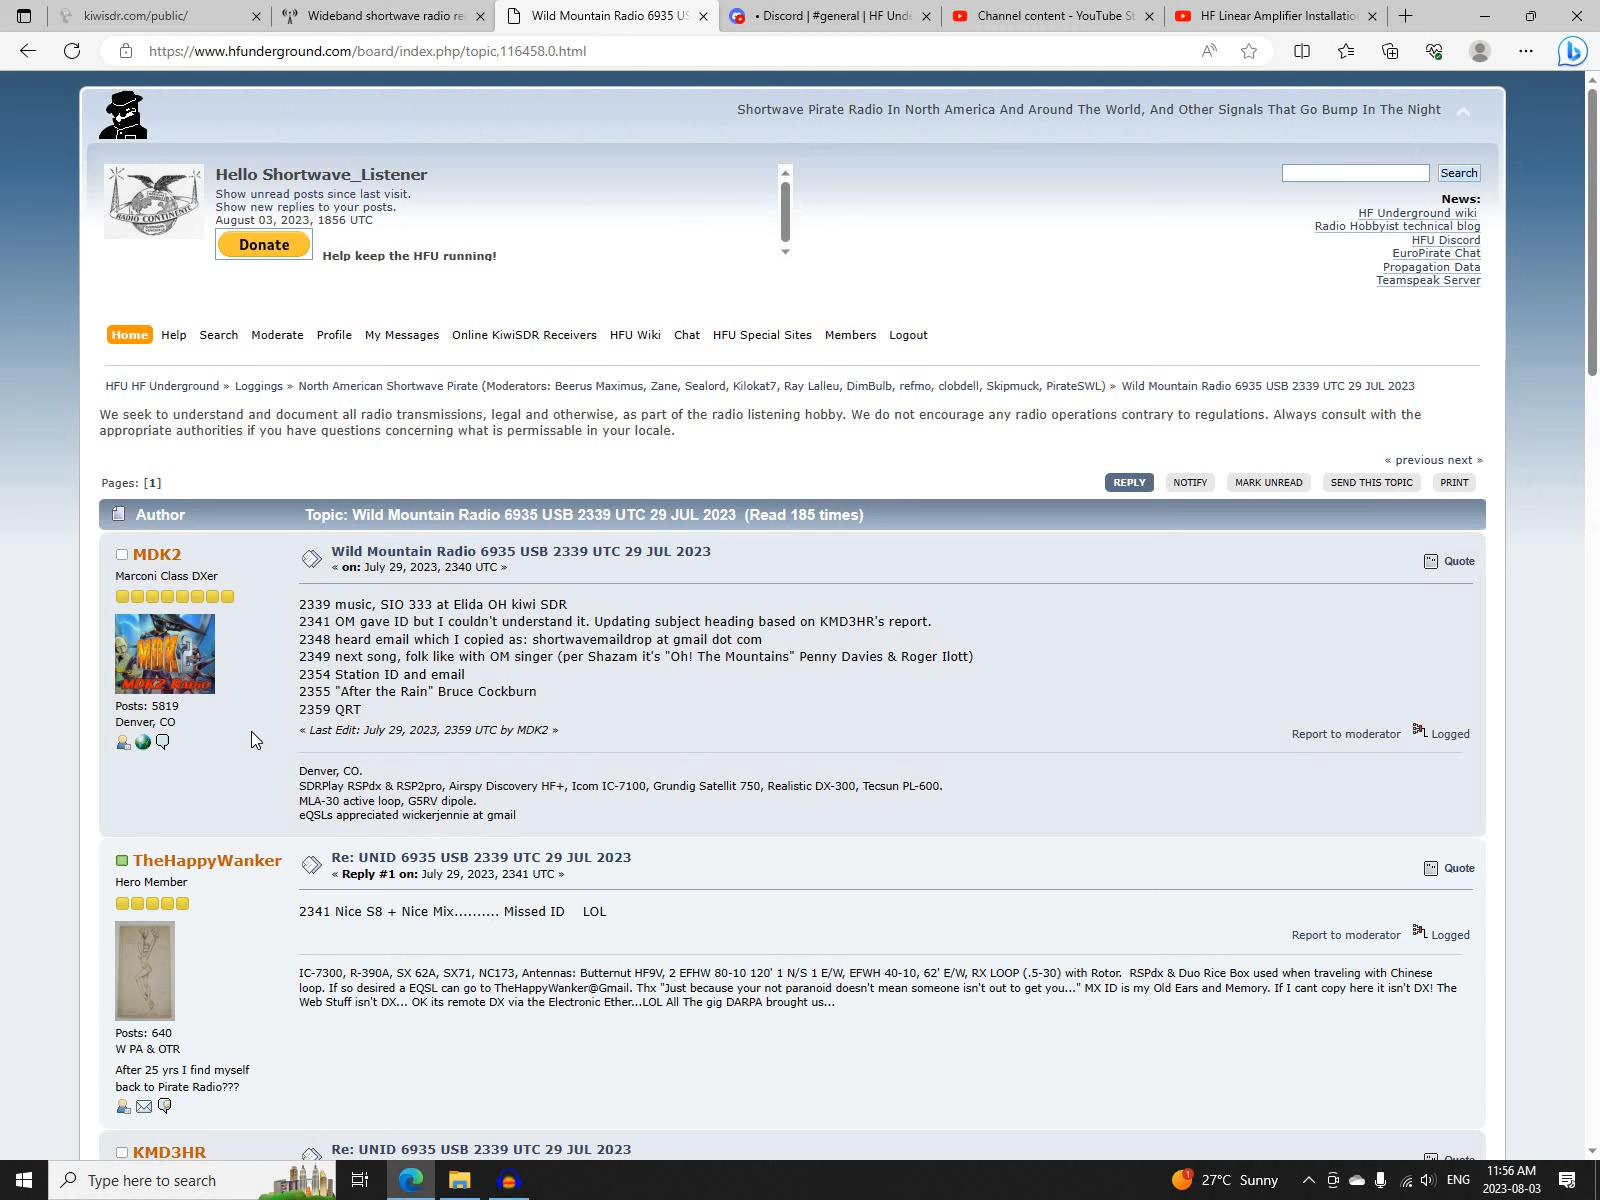 kiwisdr.com/public/
Wideband shortwave radio re
Wild Mountain Radio 6935 US
• Discord | #general | HF Unde
Channel content - YouTube St
HF Linear Amplifier Installatio
https://www.hfunderground.com/board/index.php/topic,116458.0.html
Shortwave Pirate Radio In North America And Around The World, And Other Signals That Go Bump In The Night
RADIO CONTINENTE
Hello Shortwave_Listener
Show unread posts since last visit.
Show new replies to your posts.
August 03, 2023, 1856 UTC
Donate
Help keep the HFU running!
Search
News:
HF Underground wiki
Radio Hobbyist technical blog
HFU Discord
EuroPirate Chat
Propagation Data
Teamspeak Server
Home Help Search Moderate Profile My Messages Online KiwiSDR Receivers HFU Wiki Chat HFU Special Sites Members Logout
HFU HF Underground » Loggings » North American Shortwave Pirate (Moderators: Beerus Maximus, Zane, Sealord, Kilokat7, Ray Lalleu, DimBulb, refmo, clobdell, Skipmuck, PirateSWL) » Wild Mountain Radio 6935 USB 2339 UTC 29 JUL 2023
We seek to understand and document all radio transmissions, legal and otherwise, as part of the radio listening hobby. We do not encourage any radio operations contrary to regulations. Always consult with the
appropriate authorities if you have questions concerning what is permissable in your locale.
« previous next »
Pages: [1]
REPLY NOTIFY MARK UNREAD SEND THIS TOPIC PRINT
Author Topic: Wild Mountain Radio 6935 USB 2339 UTC 29 JUL 2023 (Read 185 times)
MDK2
Marconi Class DXer
MDK2
MDK2 RADIO
Posts: 5819
Denver, CO
Wild Mountain Radio 6935 USB 2339 UTC 29 JUL 2023
« on: July 29, 2023, 2340 UTC »
Quote
2339 music, SIO 333 at Elida OH kiwi SDR
2341 OM gave ID but I couldn't understand it. Updating subject heading based on KMD3HR's report.
2348 heard email which I copied as: shortwavemaildrop at gmail dot com
2349 next song, folk like with OM singer (per Shazam it's "Oh! The Mountains" Penny Davies & Roger Ilott)
2354 Station ID and email
2355 "After the Rain" Bruce Cockburn
2359 QRT
« Last Edit: July 29, 2023, 2359 UTC by MDK2 »
Report to moderator Logged
Denver, CO.
SDRPlay RSPdx & RSP2pro, Airspy Discovery HF+, Icom IC-7100, Grundig Satellit 750, Realistic DX-300, Tecsun PL-600.
MLA-30 active loop, G5RV dipole.
eQSLs appreciated wickerjennie at gmail
TheHappyWanker
Hero Member
Posts: 640
W PA & OTR
After 25 yrs I find myself
back to Pirate Radio???
Re: UNID 6935 USB 2339 UTC 29 JUL 2023
« Reply #1 on: July 29, 2023, 2341 UTC »
Quote
2341 Nice S8 + Nice Mix.......... Missed ID LOL
Report to moderator Logged
IC-7300, R-390A, SX 62A, SX71, NC173, Antennas: Butternut HF9V, 2 EFHW 80-10 120' 1 N/S 1 E/W, EFWH 40-10, 62' E/W, RX LOOP (.5-30) with Rotor. RSPdx & Duo Rice Box used when traveling with Chinese
loop. If so desired a EQSL can go to TheHappyWanker@Gmail. Thx "Just because your not paranoid doesn't mean someone isn't out to get you..." MX ID is my Old Ears and Memory. If I cant copy here it isn't DX! The
Web Stuff isn't DX... OK its remote DX via the Electronic Ether...LOL All The gig DARPA brought us...
KMD3HR
Re: UNID 6935 USB 2339 UTC 29 JUL 2023
Quote
Type here to search
1
27°C Sunny
ENG
11:56 AM
2023-08-03